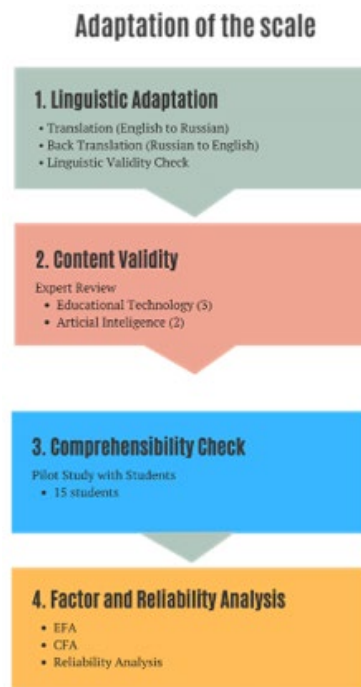 Adaptation of the scale
1. Linguistic Adaptation
• Translation (English to Russian)
• Back Translation (Russian to English)
• Linguistic Validity Check
2. Content Validity
Expert Review
• Educational Technology (3)
• Articial Inteligence (2)
3. Comprehensibility Check
Pilot Study with Students
• 15 students
4. Factor and Reliability Analysis
• EFA
• CFA
• Reliability Analysis